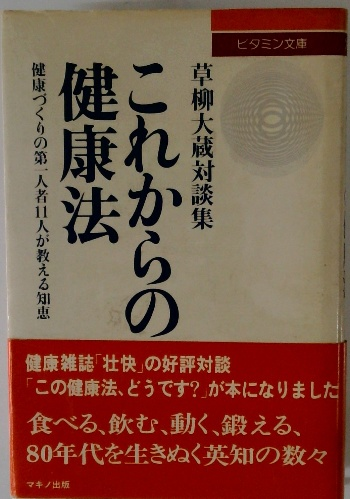 ビタミン文庫
草柳大蔵対談集
これからの
健康法
健康づくりの第一人者11人が教える知恵
健康雑誌「壮快」の好評対談
「この健康法、どうです?」が本になりました
食べる、飲む、動く、鍛える、
80年代を生きぬく英知の数々
マキノ出版